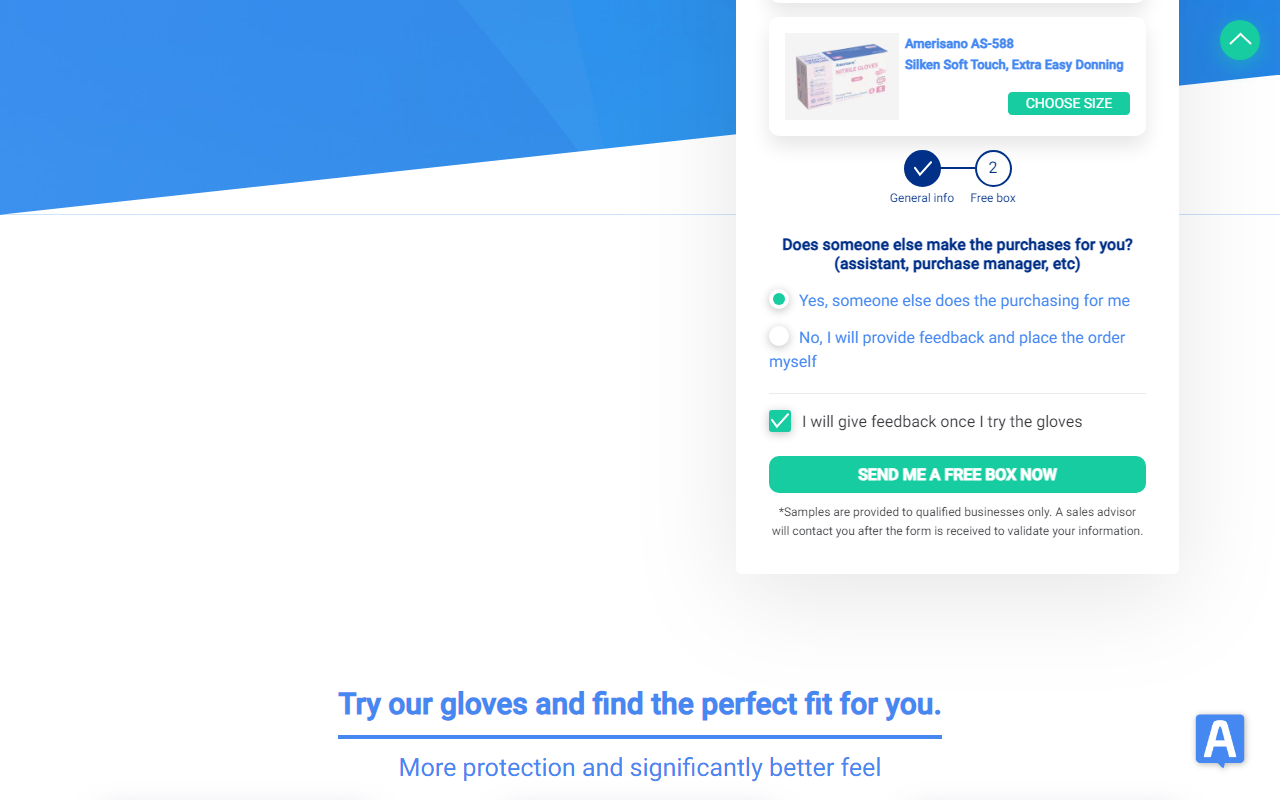 Amerisano AS-588
Silken Soft Touch, Extra Easy Donning
NITRILE GLOVES
CHOOSE SIZE
2
General info
Free box
Does someone else make the purchases for you?
(assistant, purchase manager, etc)
Yes, someone else does the purchasing for me
No, I will provide feedback and place the order
myself
I will give feedback once I try the gloves
SEND ME A FREE BOX NOW
*Samples are provided to qualified businesses only. A sales advisor
will contact you after the form is received to validate your information.
Try our gloves and find the perfect fit for you.
More protection and significantly better feel
A